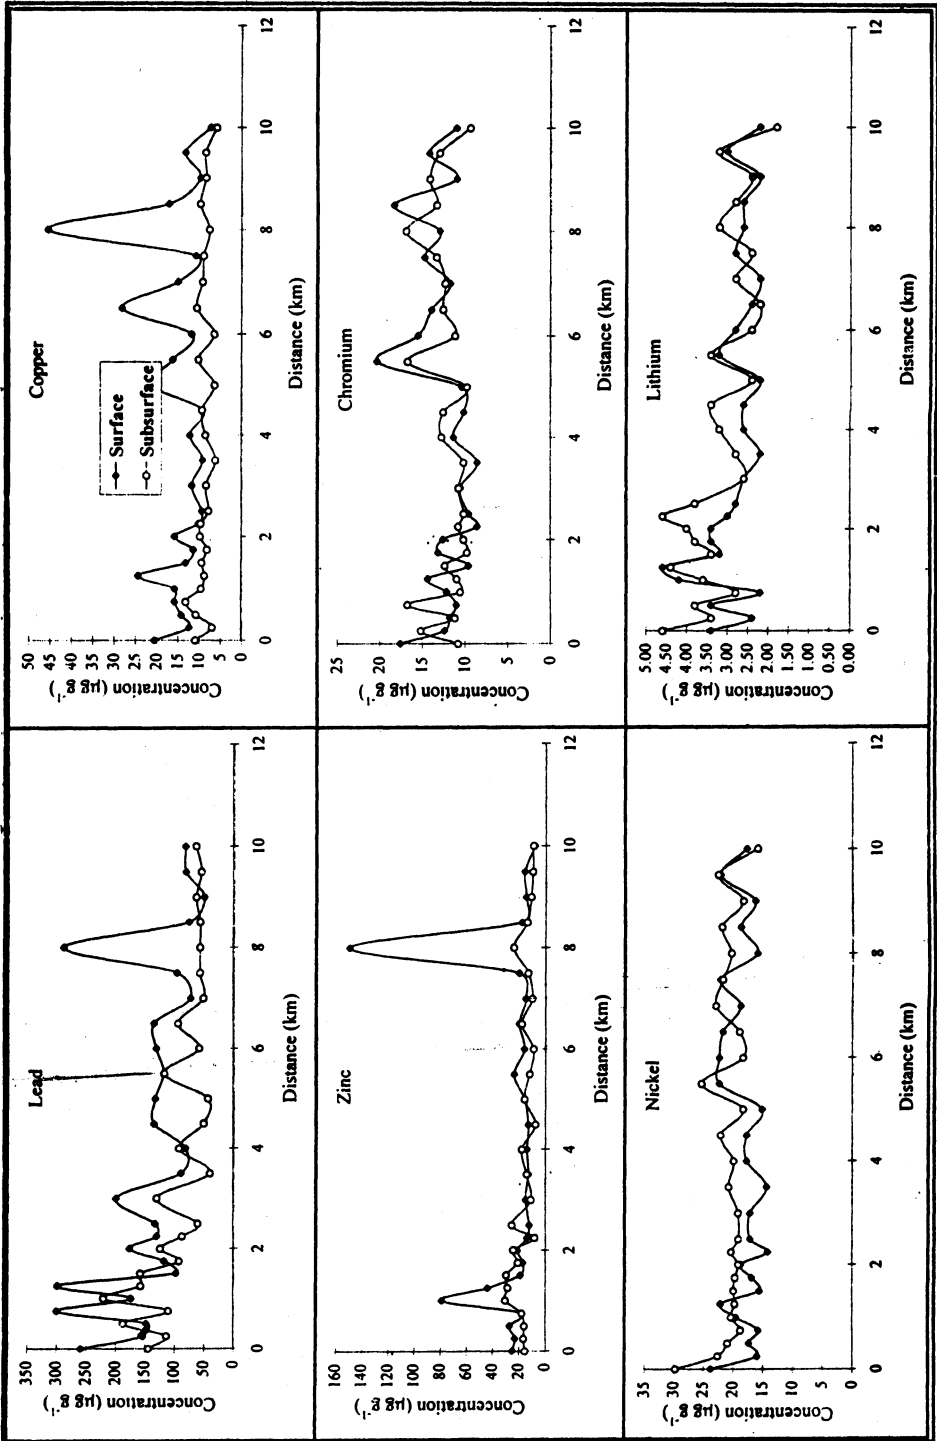 Lead
Concentration (µg g⁻¹)
350
300
250
200
150
100
50
0
0 2 4 6 8 10 12
Distance (km)
Copper
Surface
Subsurface
Concentration (µg g⁻¹)
50
45
40
35
30
25
20
15
10
5
0
0 2 4 6 8 10 12
Distance (km)
Zinc
Concentration (µg g⁻¹)
160
140
120
100
80
60
40
20
0
0 2 4 6 8 10 12
Distance (km)
Chromium
Concentration (µg g⁻¹)
25
20
15
10
5
0
0 2 4 6 8 10 12
Distance (km)
Nickel
Concentration (µg g⁻¹)
35
30
25
20
15
10
5
0
0 2 4 6 8 10 12
Distance (km)
Lithium
Concentration (µg g⁻¹)
5.00
4.50
4.00
3.50
3.00
2.50
2.00
1.50
1.00
0.50
0.00
0 2 4 6 8 10 12
Distance (km)